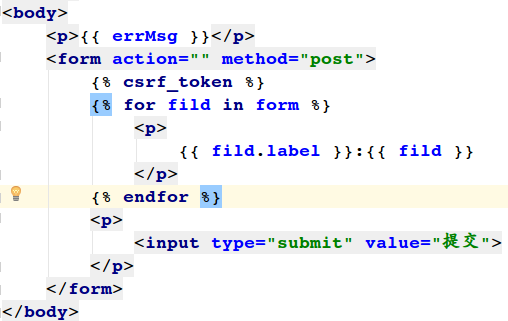 <body>
<p>{{ errMsg }}</p>
<form action="" method="post">
{% csrf_token %}
{% for fild in form %}
<p>
{{ fild.label }}:{{ fild }}
</p>
{% endfor %}
<p>
<input type="submit" value="提交">
</p>
</form>
</body>